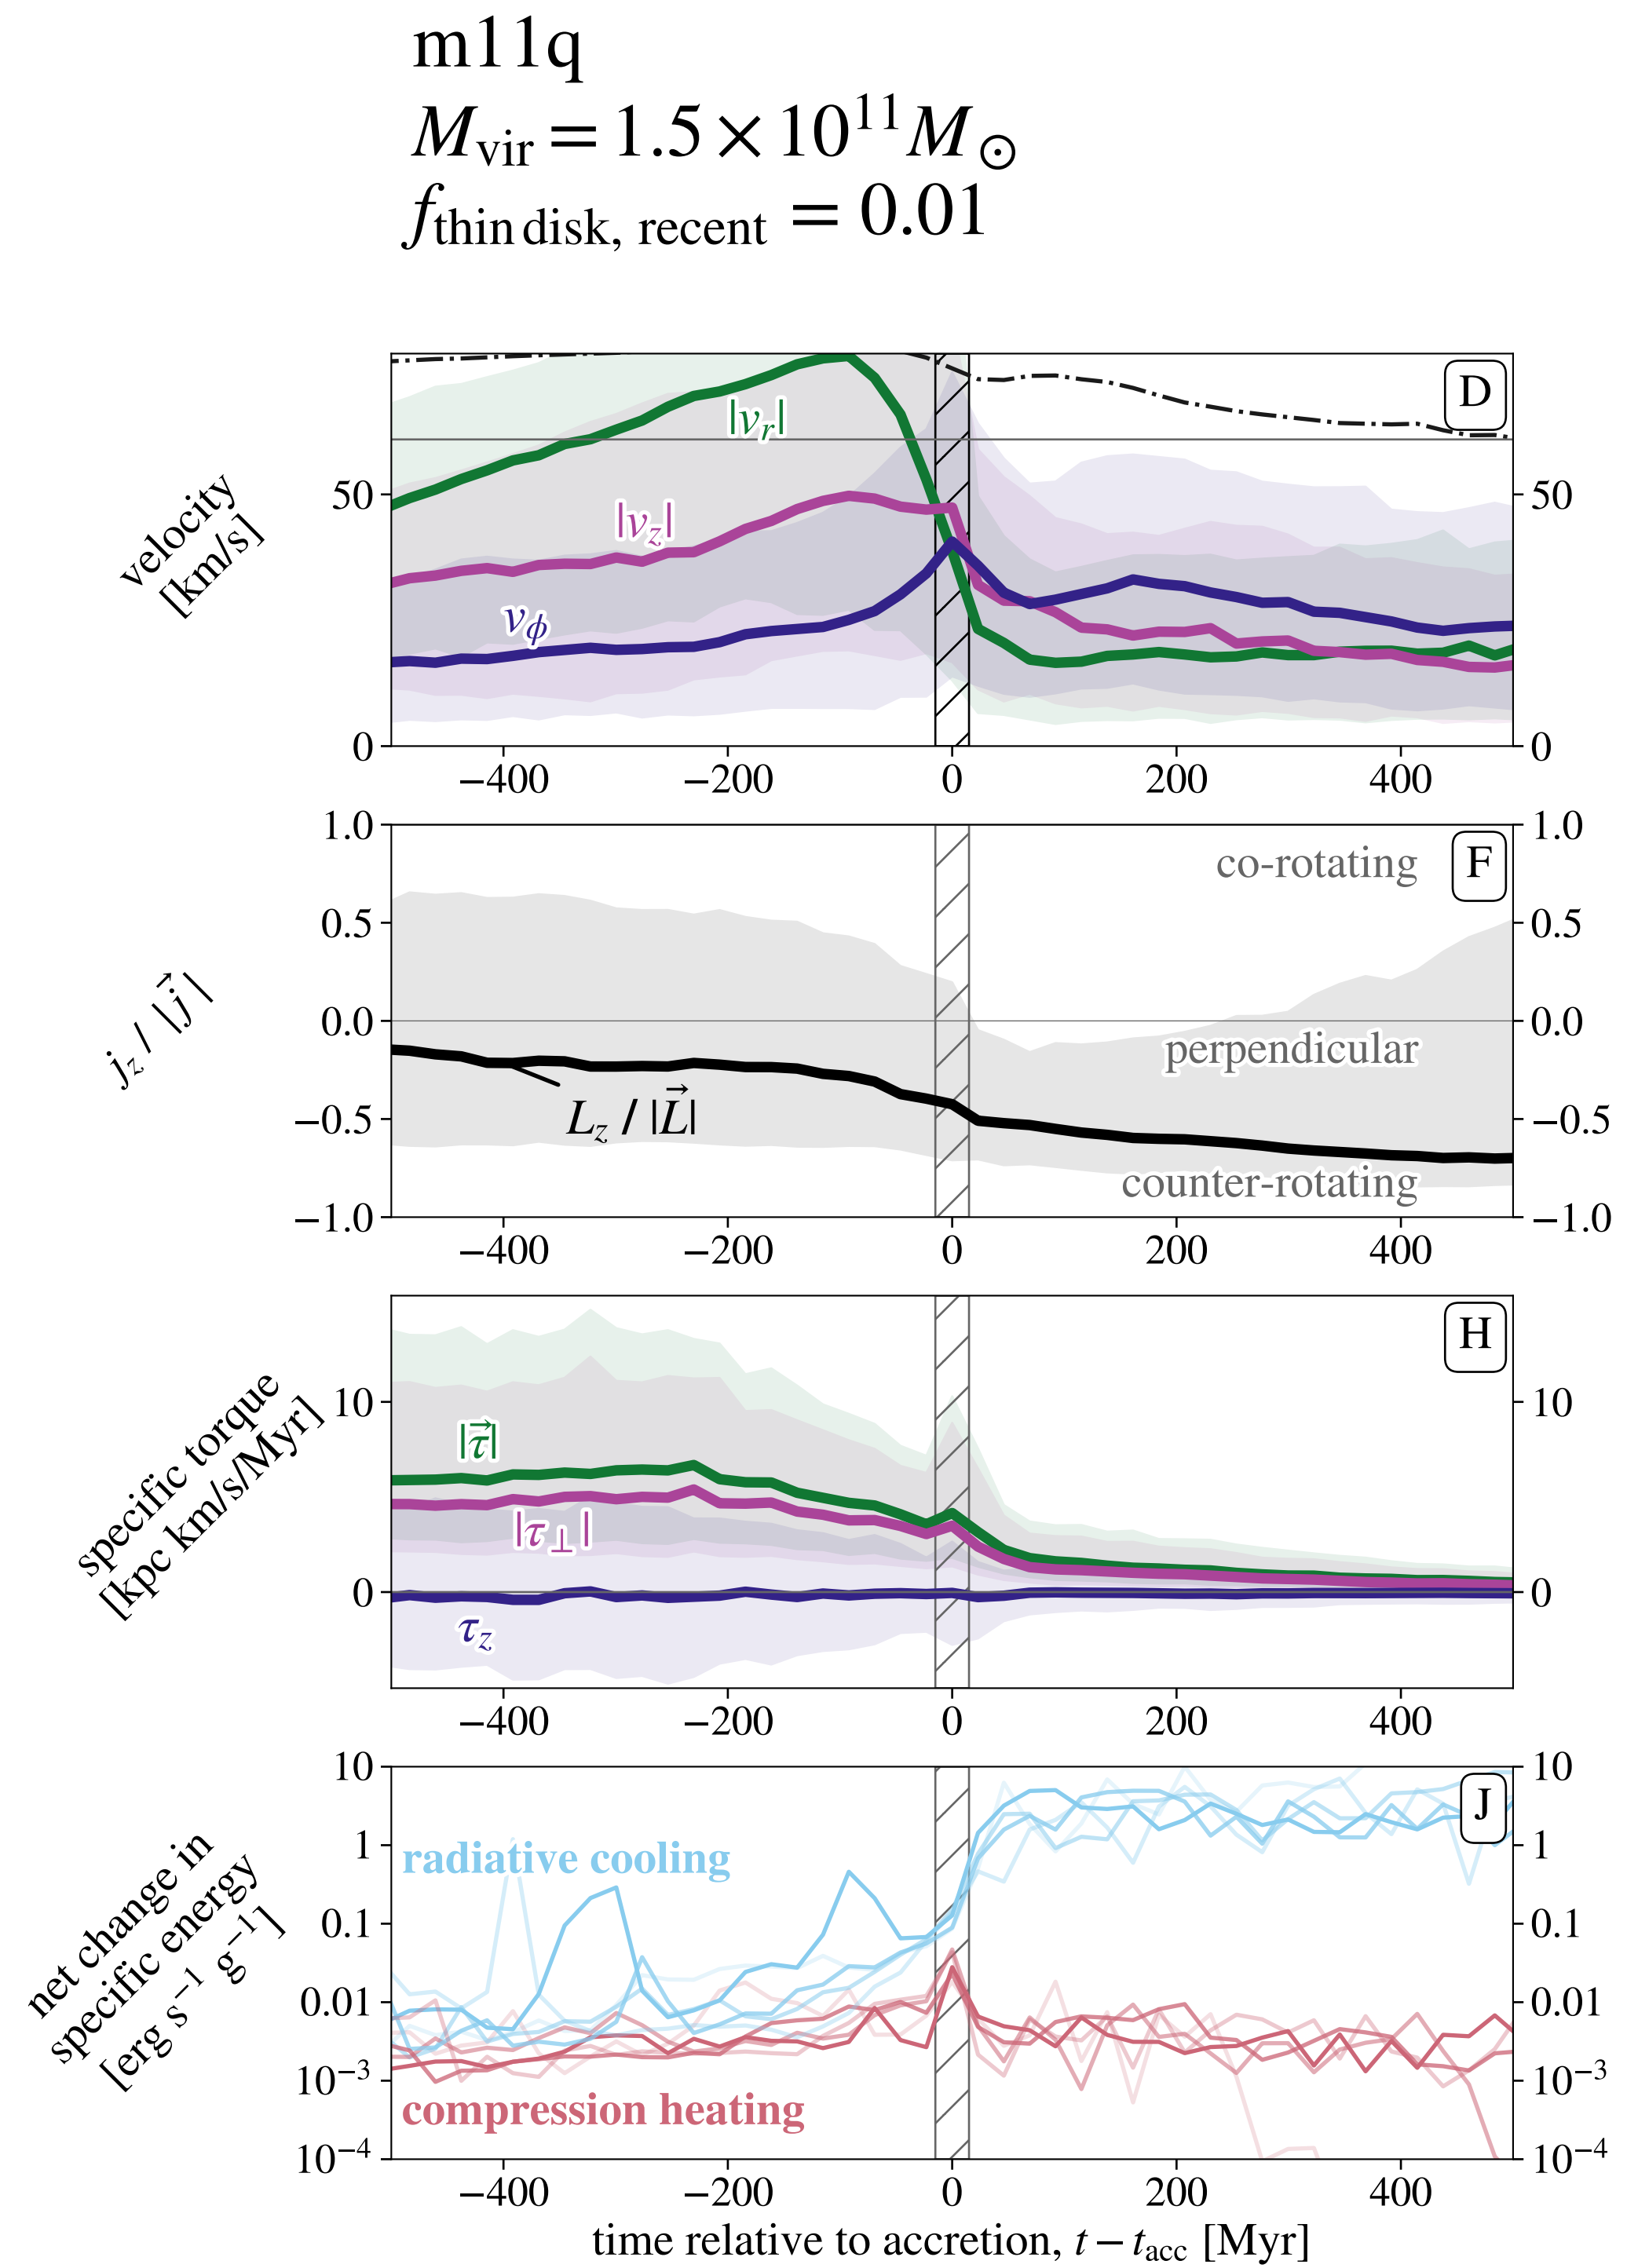 m11q
M_vir = 1.5 × 10^11 M_⊙
f_thin disk, recent = 0.01
velocity
[km/s]
50
0
D
|v_r|
|v_z|
v_ϕ
50
0
−400 −200 0 200 400
j_z / |j⃗|
1.0
0.5
0.0
−0.5
−1.0
F
co-rotating
perpendicular
counter-rotating
L_z / |L⃗|
1.0
0.5
0.0
−0.5
−1.0
−400 −200 0 200 400
specific torque
[kpc km/s/Myr]
10
0
H
|τ⃗|
|τ_⊥|
τ_z
10
0
−400 −200 0 200 400
net change in
specific energy
[erg s^−1 g^−1]
10
1
0.1
0.01
10^−3
10^−4
J
radiative cooling
compression heating
10
1
0.1
0.01
10^−3
10^−4
−400 −200 0 200 400
time relative to accretion, t − t_acc [Myr]